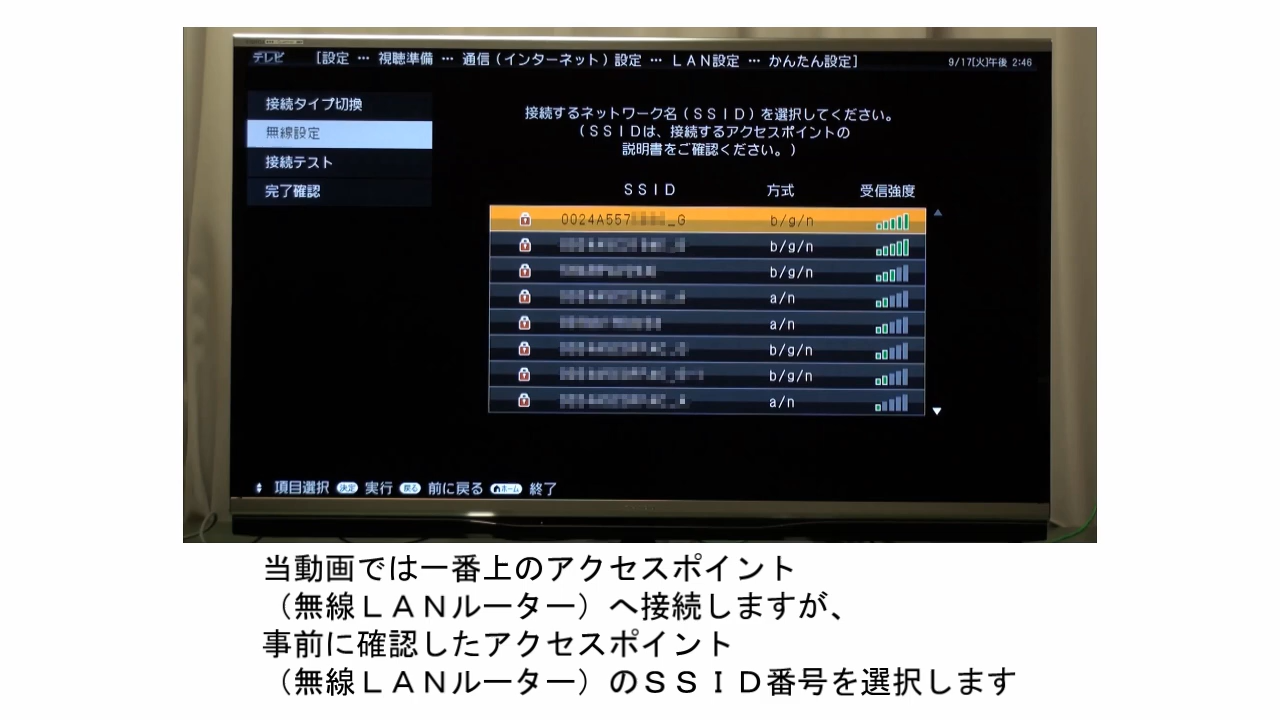 テレビ [設定 … 視聴準備 … 通信(インターネット)設定 … LAN設定 … かんたん設定] 9/17[火]午後 2:46
接続タイプ切換
無線設定
接続テスト
完了確認
接続するネットワーク名(SSID)を選択してください。
(SSIDは、接続するアクセスポイントの
説明書をご確認ください。)
SSID 方式 受信強度
0024A557 _G b/g/n
b/g/n
b/g/n
a/n
a/n
b/g/n
b/g/n
a/n
項目選択 決定 実行 戻る 前に戻る ホーム 終了
当動画では一番上のアクセスポイント
(無線LANルーター)へ接続しますが、
事前に確認したアクセスポイント
(無線LANルーター)のSSID番号を選択します